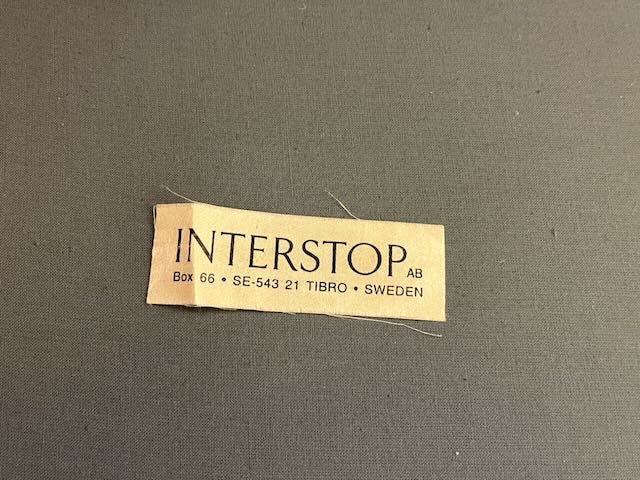 INTERSTOP AB
Box 66 • SE-543 21 TIBRO • SWEDEN